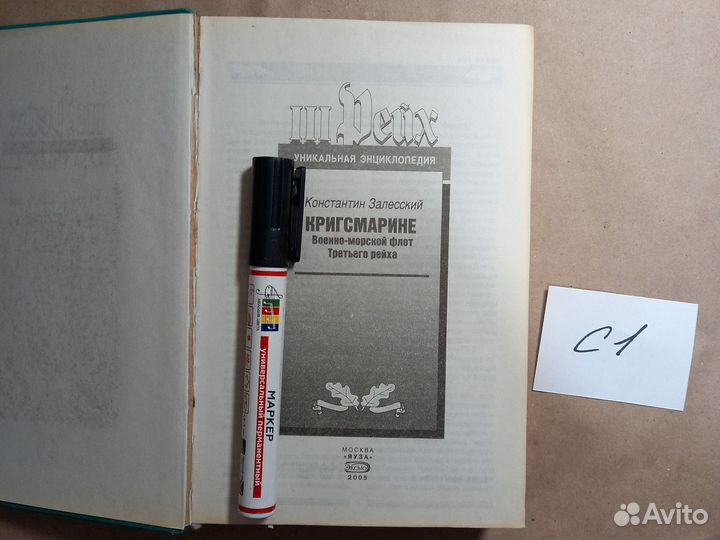 III Рейх
УНИКАЛЬНАЯ ЭНЦИКЛОПЕДИЯ
Константин Залесский
КРИГСМАРИНЕ
Военно-морской флот
Третьего рейха
МОСКВА
«ЯУЗА»
ЭКСМО
2005
МАРКЕР
универсальный перманентный
С1
Avito